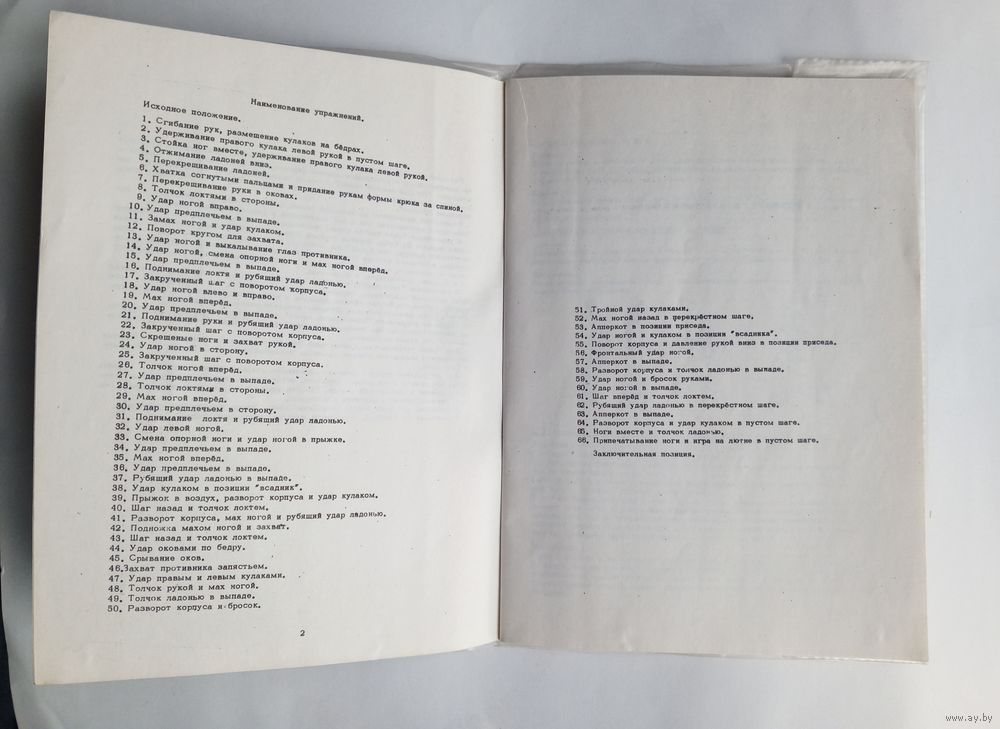 Наименование упражнений.
Исходное положение.
1. Сгибание рук, размещение кулаков на бёдрах.
2. Удерживание правого кулака левой рукой в пустом шаге.
3. Стойка ног вместе, удерживание правого кулака левой рукой.
4. Отжимание ладоней вниз.
5. Перекрещивание ладоней.
6. Хватка согнутыми пальцами и придание рукам формы крюка за спиной.
7. Перекрещивание руки в оковах.
8. Толчок локтями в стороны.
9. Удар ногой вправо.
10. Удар предплечьем в выпаде.
11. Замах ногой и удар кулаком.
12. Поворот кругом для захвата.
13. Удар ногой и выкалывание глаз противника.
14. Удар ногой, смена опорной ноги и мах ногой вперёд.
15. Удар предплечьем в выпаде.
16. Поднимание локтя и рубящий удар ладонью.
17. Закрученный шаг с поворотом корпуса.
18. Удар ногой влево и вправо.
19. Мах ногой вперёд.
20. Удар предплечьем в выпаде.
21. Поднимание руки и рубящий удар ладонью.
22. Закрученный шаг с поворотом корпуса.
23. Скрещеные ноги и захват рукой.
24. Удар ногой в сторону.
25. Закрученный шаг с поворотом корпуса.
26. Толчок ногой вперёд.
27. Удар предплечьем в выпаде.
28. Толчок локтями в стороны.
29. Мах ногой вперёд.
30. Удар предплечьем в сторону.
31. Поднимание локтя и рубящий удар ладонью.
32. Удар левой ногой.
33. Смена опорной ноги и удар ногой в прыжке.
34. Удар предплечьем в выпаде.
35. Мах ногой вперёд.
36. Удар предплечьем в выпаде.
37. Рубящий удар ладонью в выпаде.
38. Удар кулаком в позиции "всадник".
39. Прыжок в воздух, разворот корпуса и удар кулаком.
40. Шаг назад и толчок локтем.
41. Разворот корпуса, мах ногой и рубящий удар ладонью.
42. Подножка махом ногой и захват.
43. Шаг назад и толчок локтем.
44. Удар оковами по бедру.
45. Срывание оков.
46.Захват противника запястьем.
47. Удар правым и левым кулаками.
48. Толчок рукой и мах ногой.
49. Толчок ладонью в выпаде.
50. Разворот корпуса и бросок.
2
51. Тройной удар кулаками.
52. Мах ногой назад в перекрёстном шаге.
53. Апперкот в позиции приседа.
54. Удар ногой и кулаком в позиции "всадника".
55. Поворот корпуса и давление рукой вниз в позиции приседа.
56. Фронтальный удар ногой.
57. Апперкот в выпаде.
58. Разворот корпуса и толчок ладонью в выпаде.
59. Удар ногой и бросок руками.
60. Удар ногой в выпаде.
61. Шаг вперёд и толчок локтем.
62. Рубящий удар ладонью в перекрестном шаге.
63. Апперкот в выпаде.
64. Разворот корпуса и удар кулаком в пустом шаге.
65. Ноги вместе и толчок ладонью.
66. Припечатывание ноги и игра на лютне в пустом шаге.
Заключительная позиция.
www.ay.by